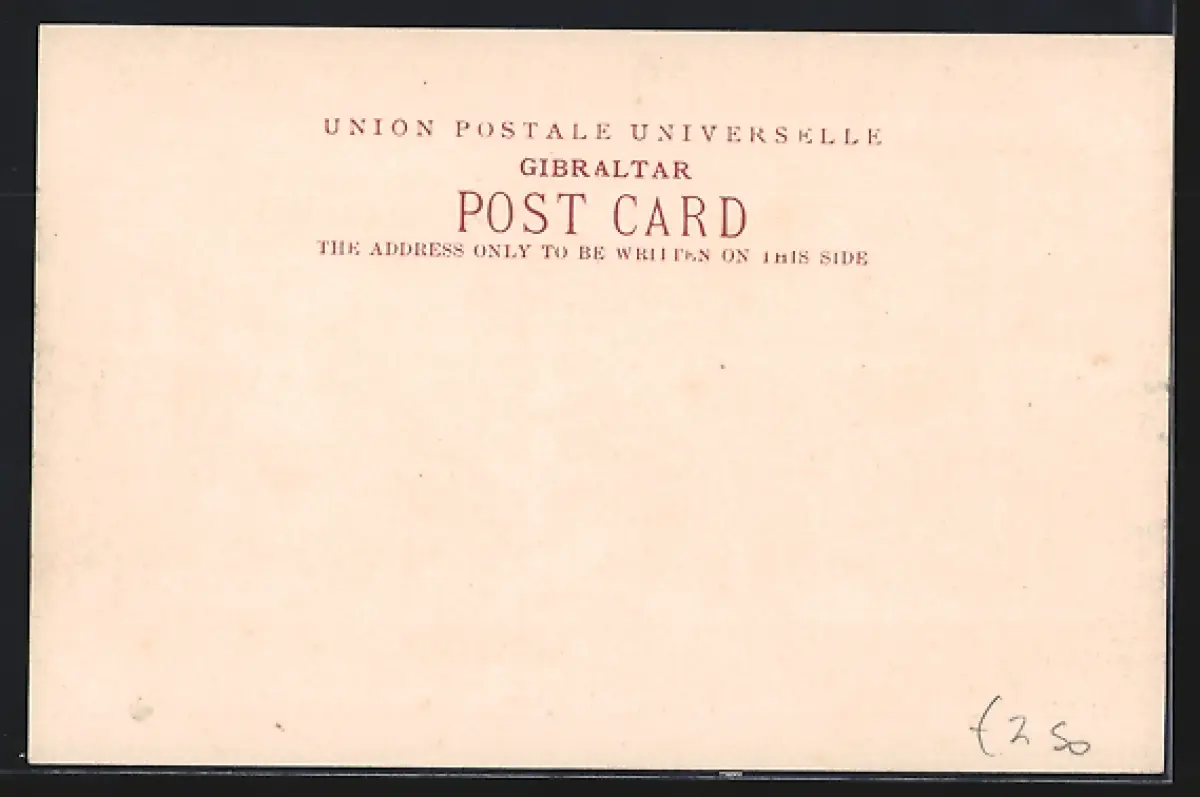 UNION POSTALE UNIVERSELLE
GIBRALTAR
POST CARD
THE ADDRESS ONLY TO BE WRITTEN ON THIS SIDE
€2 50